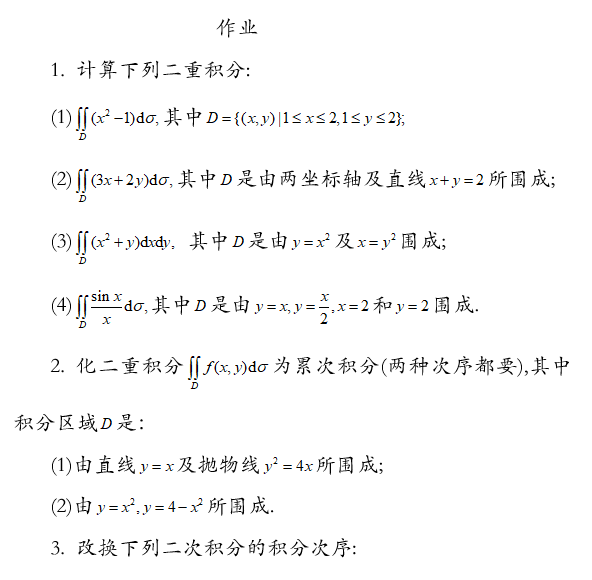 作业
1. 计算下列二重积分:
(1) ∬_D (x² −1)dσ, 其中 D = {(x, y) | 1 ≤ x ≤ 2, 1 ≤ y ≤ 2};
(2) ∬_D (3x + 2y)dσ, 其中 D 是由两坐标轴及直线 x + y = 2 所围成;
(3) ∬_D (x² + y)dxdy, 其中 D 是由 y = x² 及 x = y² 围成;
(4) ∬_D (sin x / x) dσ, 其中 D 是由 y = x, y = x/2, x = 2 和 y = 2 围成.
2. 化二重积分 ∬_D f(x, y)dσ 为累次积分(两种次序都要),其中
积分区域 D 是:
(1) 由直线 y = x 及抛物线 y² = 4x 所围成;
(2) 由 y = x², y = 4 − x² 所围成.
3. 改换下列二次积分的积分次序: